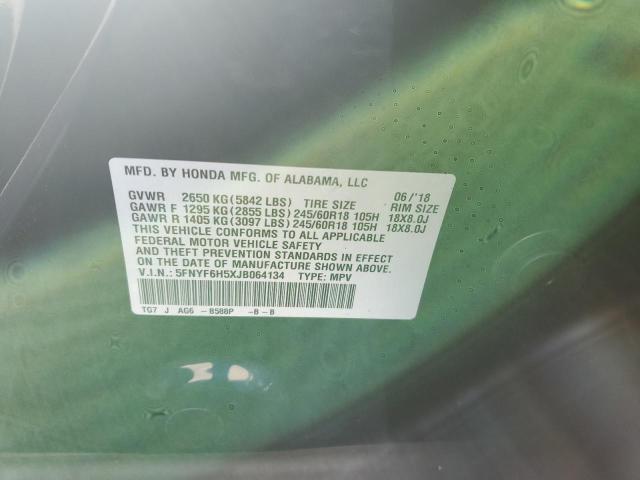 MFD. BY HONDA MFG. OF ALABAMA, LLC 06/'18
GVWR 2650 KG (5842 LBS) TIRE SIZE RIM SIZE
GAWR F 1295 KG (2855 LBS) 245/60R18 105H 18X8.0J
GAWR R 1405 KG (3097 LBS) 245/60R18 105H 18X8.0J
THIS VEHICLE CONFORMS TO ALL APPLICABLE
FEDERAL MOTOR VEHICLE SAFETY
AND THEFT PREVENTION STANDARDS IN EFFECT
ON DATE OF MANUFACTURE SHOWN ABOVE.
V.I.N.: 5FNYF6H5XJB064134 TYPE: MPV
TG7 J AG6 - B588P -B - B